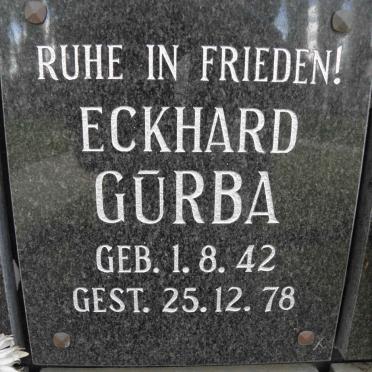 RUHE IN FRIEDEN!
ECKHARD
GŪRBA
GEB. 1. 8. 42
GEST. 25. 12. 78